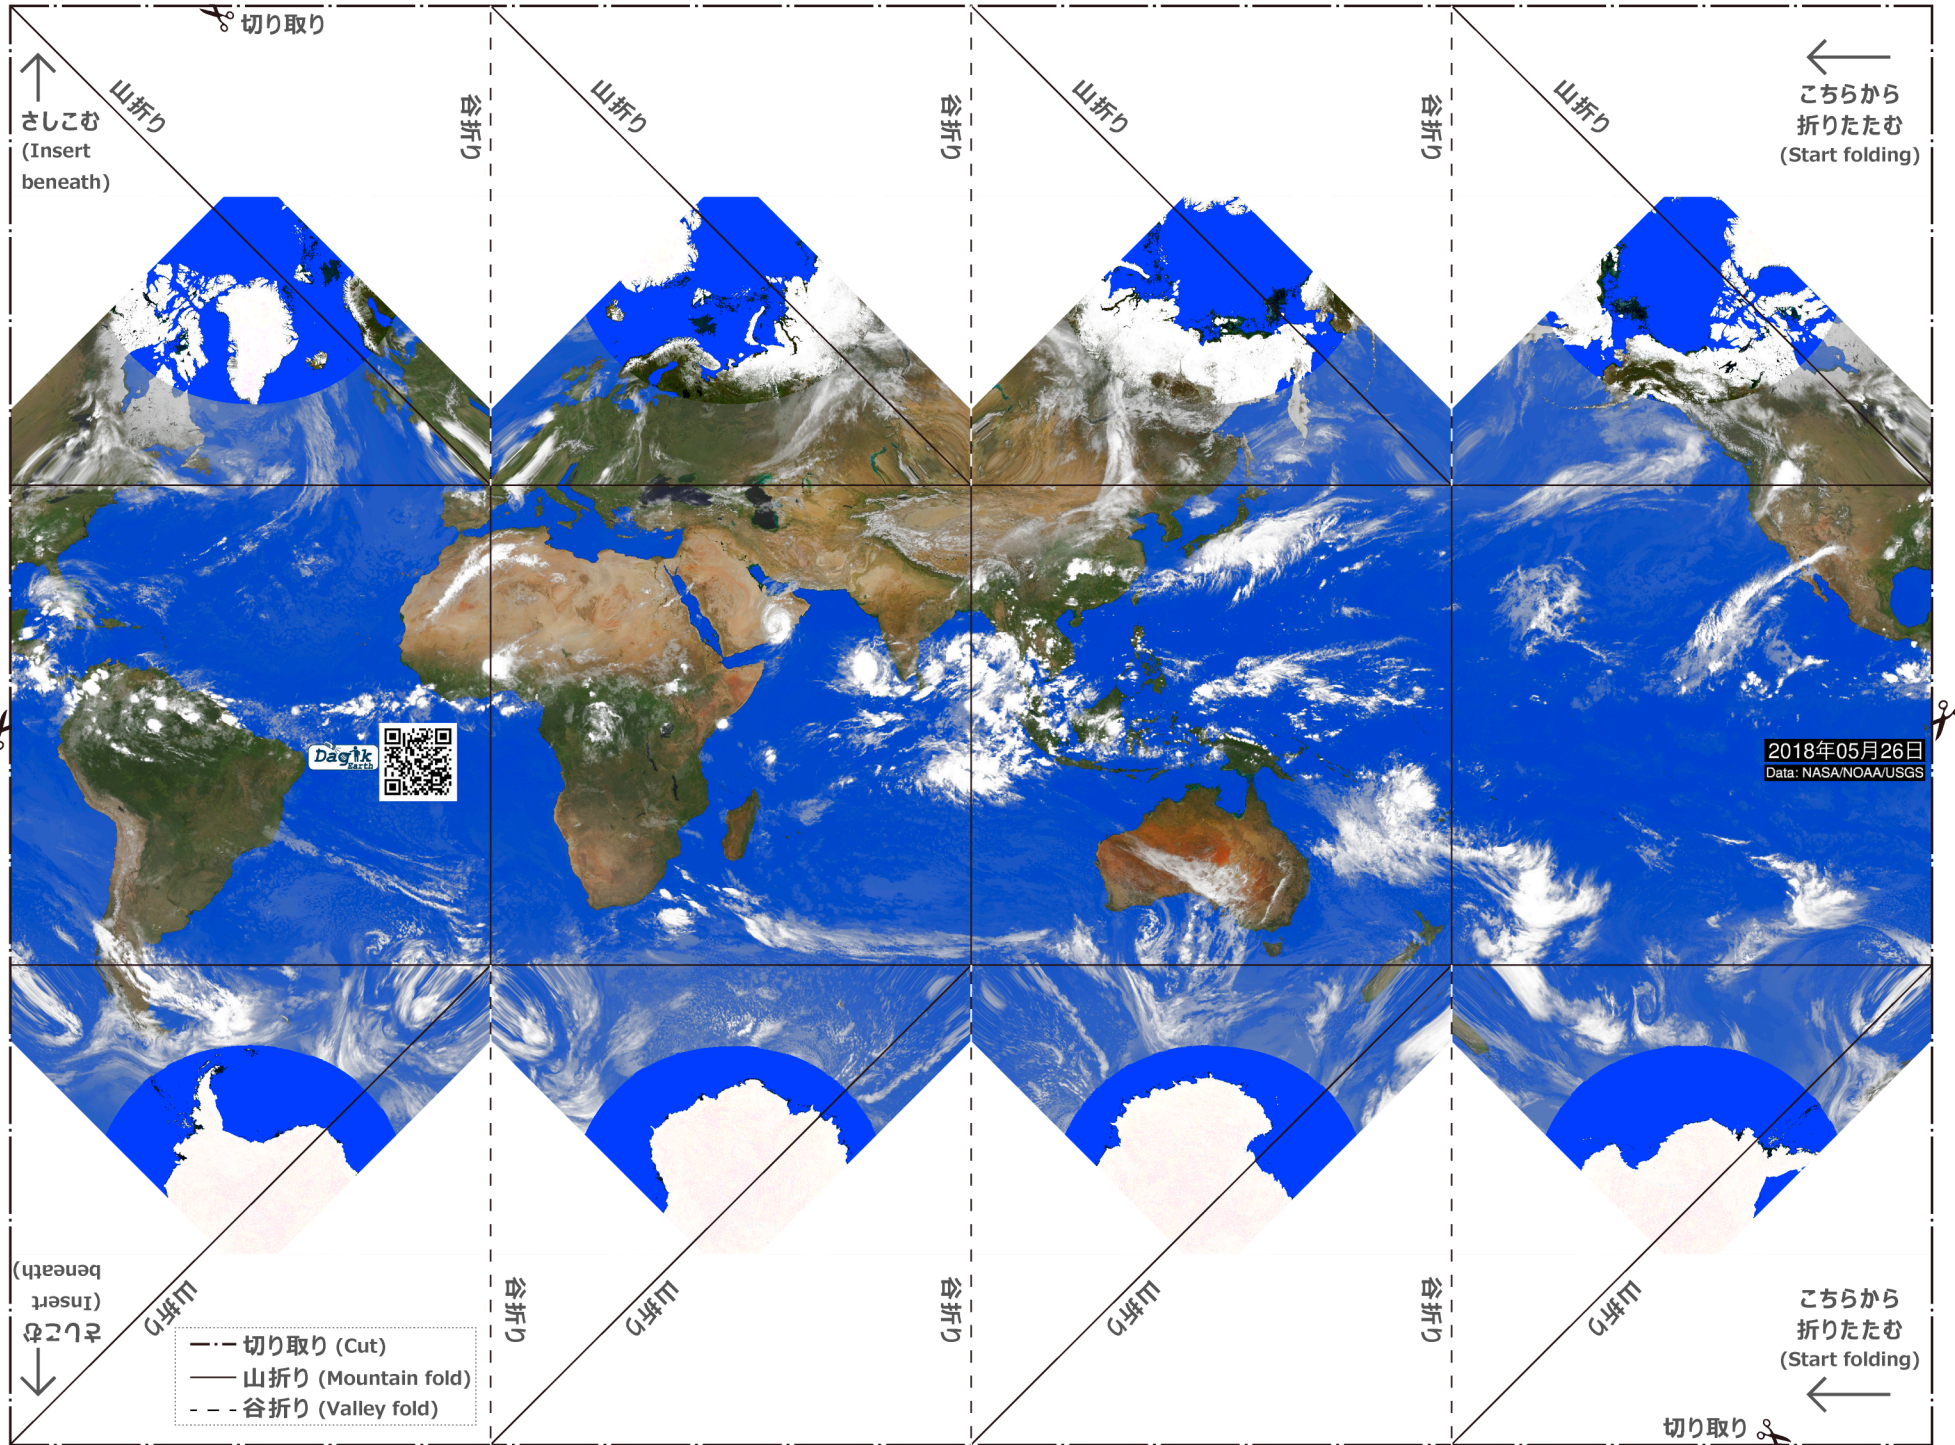 切り取り
さしこむ
(Insert
beneath)
山折り
谷折り
山折り
谷折り
山折り
谷折り
山折り
こちらから
折りたたむ
(Start folding)
Dagik
Earth
2018年05月26日
Data: NASA/NOAA/USGS
さしこむ
(Insert
beneath)
山折り
谷折り
山折り
谷折り
山折り
谷折り
山折り
こちらから
折りたたむ
(Start folding)
切り取り (Cut)
山折り (Mountain fold)
谷折り (Valley fold)
切り取り